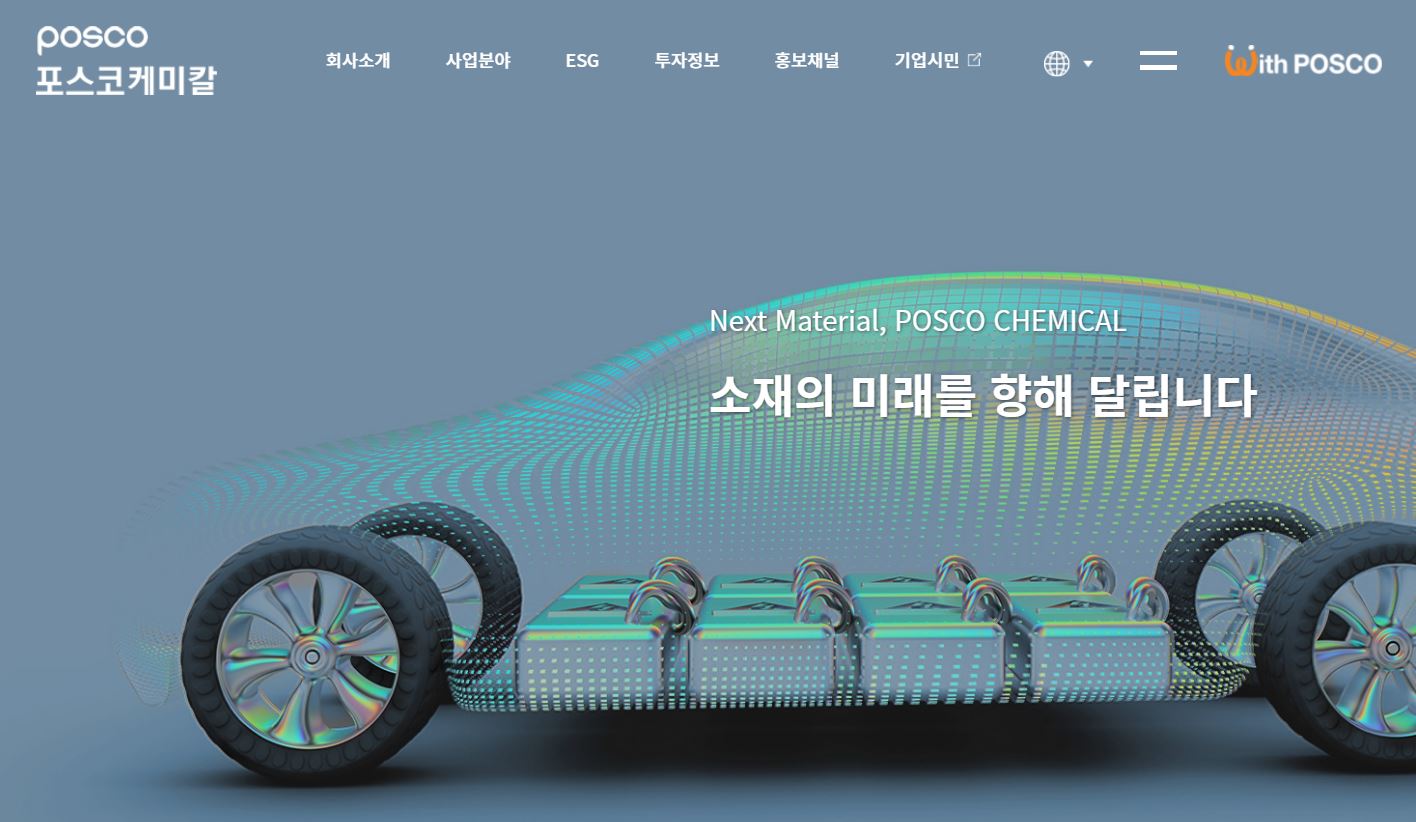 posco
포스코케미칼
회사소개 사업분야 ESG 투자정보 홍보채널 기업시민
With POSCO
Next Material, POSCO CHEMICAL
소재의 미래를 향해 달립니다